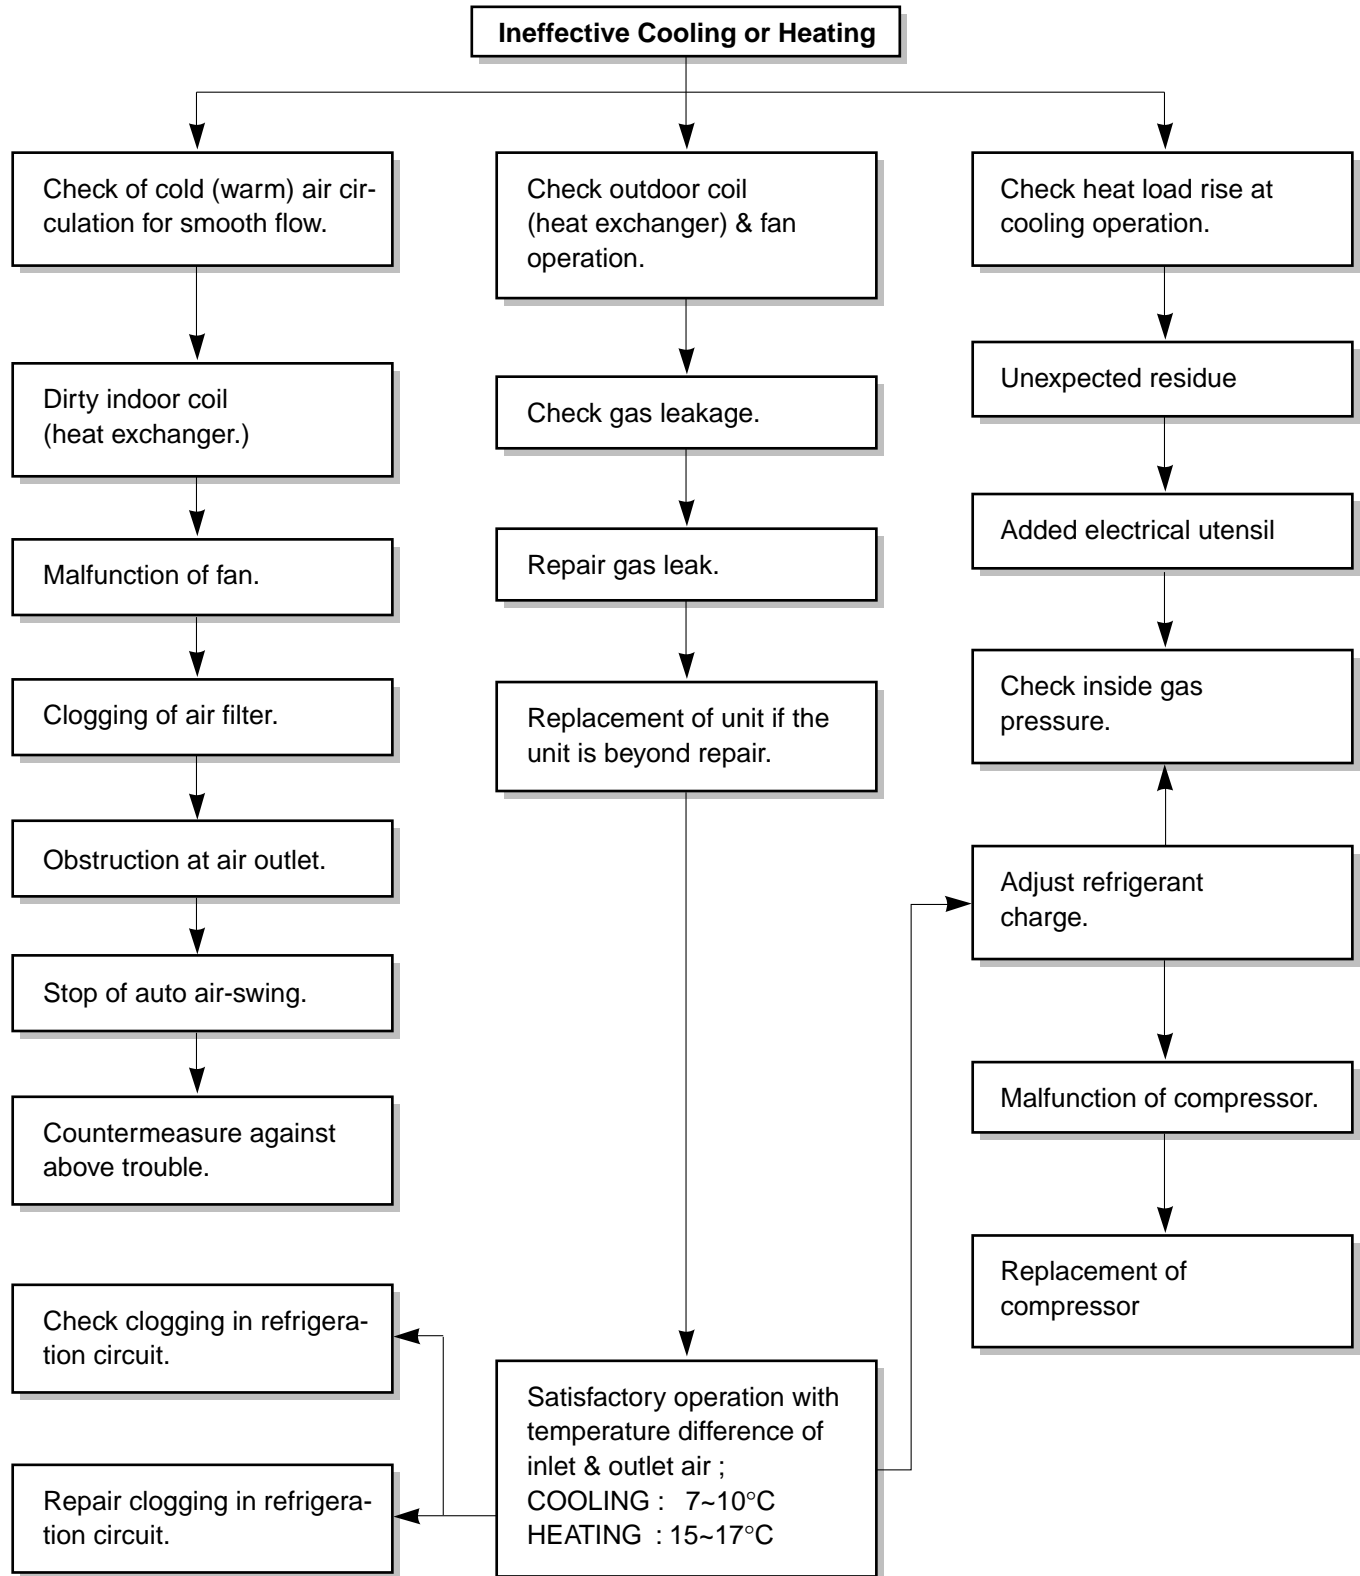 Ineffective Cooling or Heating
Check of cold (warm) air cir-
culation for smooth flow.
Dirty indoor coil
(heat exchanger.)
Malfunction of fan.
Clogging of air filter.
Obstruction at air outlet.
Stop of auto air-swing.
Countermeasure against
above trouble.
Check clogging in refrigera-
tion circuit.
Repair clogging in refrigera-
tion circuit.
Check outdoor coil
(heat exchanger) & fan
operation.
Check gas leakage.
Repair gas leak.
Replacement of unit if the
unit is beyond repair.
Satisfactory operation with
temperature difference of
inlet & outlet air ;
COOLING : 7~10°C
HEATING : 15~17°C
Check heat load rise at
cooling operation.
Unexpected residue
Added electrical utensil
Check inside gas
pressure.
Adjust refrigerant
charge.
Malfunction of compressor.
Replacement of
compressor